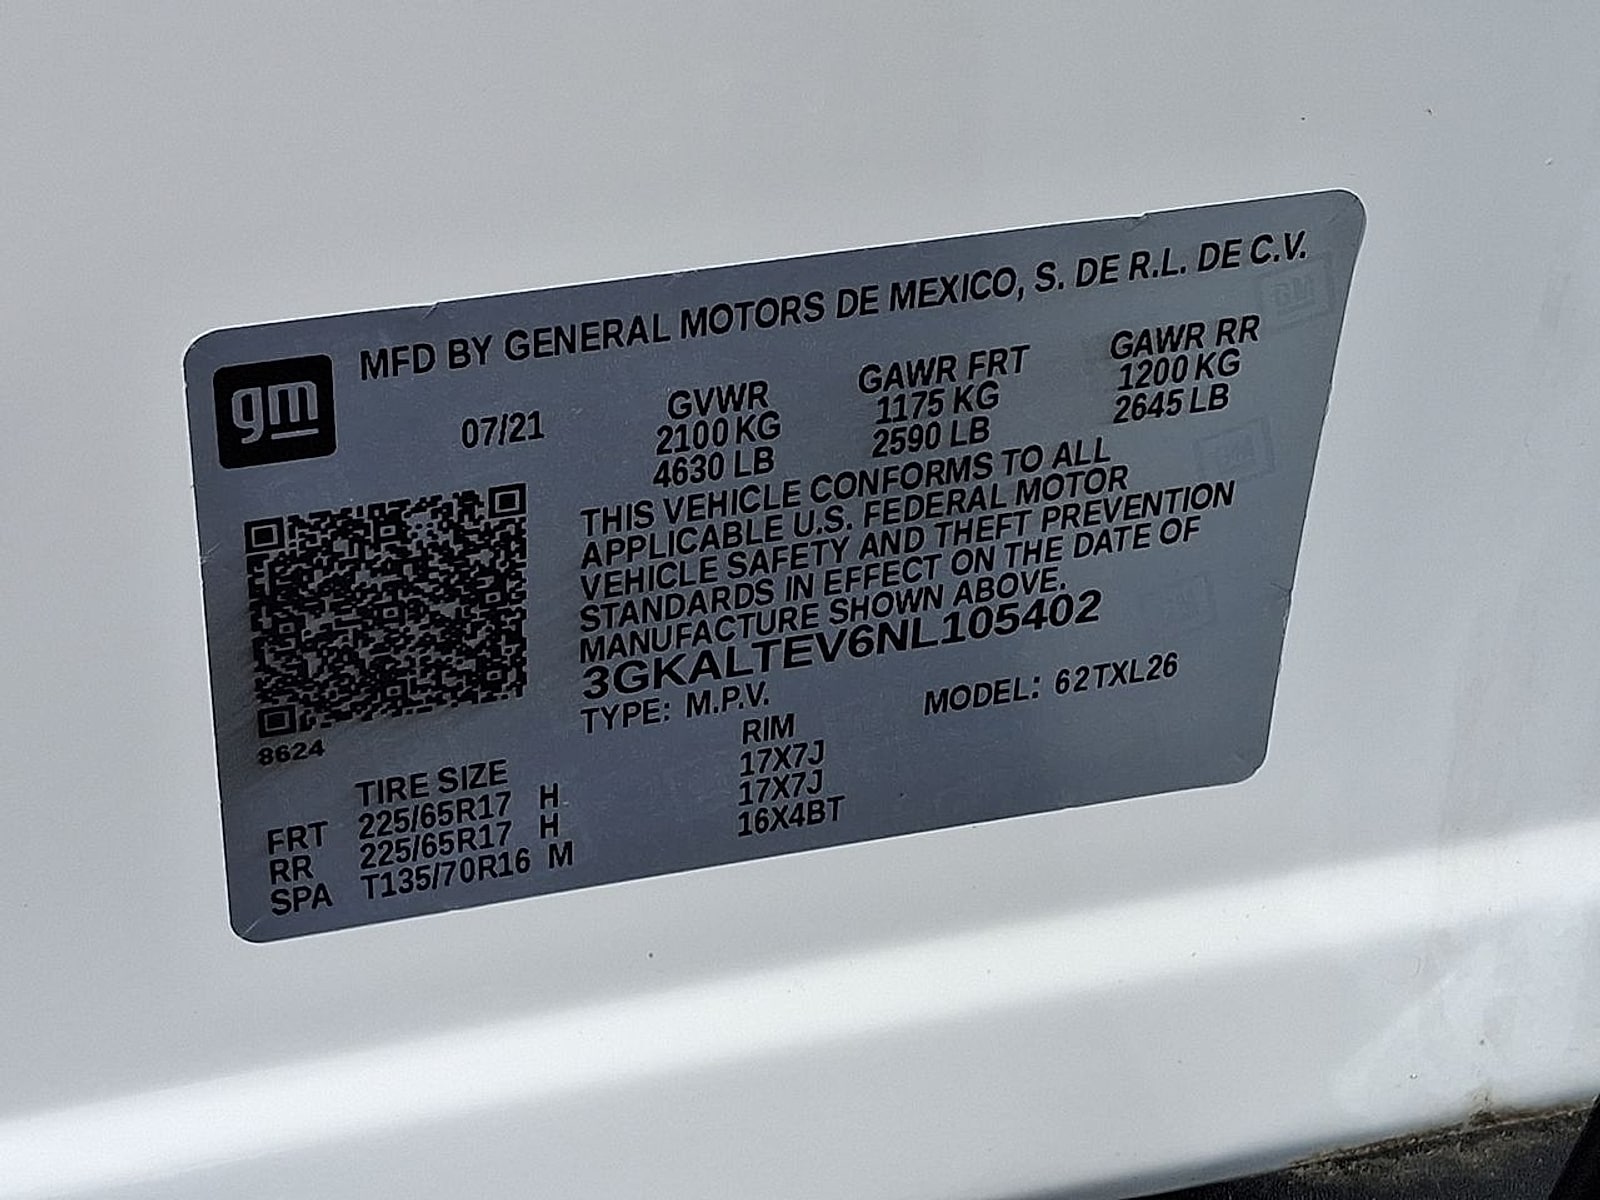 gm
MFD BY GENERAL MOTORS DE MEXICO, S. DE R.L. DE C.V.
07/21
GVWR GAWR FRT GAWR RR
2100 KG 1175 KG 1200 KG
4630 LB 2590 LB 2645 LB
THIS VEHICLE CONFORMS TO ALL
APPLICABLE U.S. FEDERAL MOTOR
VEHICLE SAFETY AND THEFT PREVENTION
STANDARDS IN EFFECT ON THE DATE OF
MANUFACTURE SHOWN ABOVE.
3GKALTEV6NL105402
TYPE: M.P.V. MODEL: 62TXL26
8624
TIRE SIZE RIM
FRT 225/65R17 H 17X7J
RR 225/65R17 H 17X7J
SPA T135/70R16 M 16X4BT